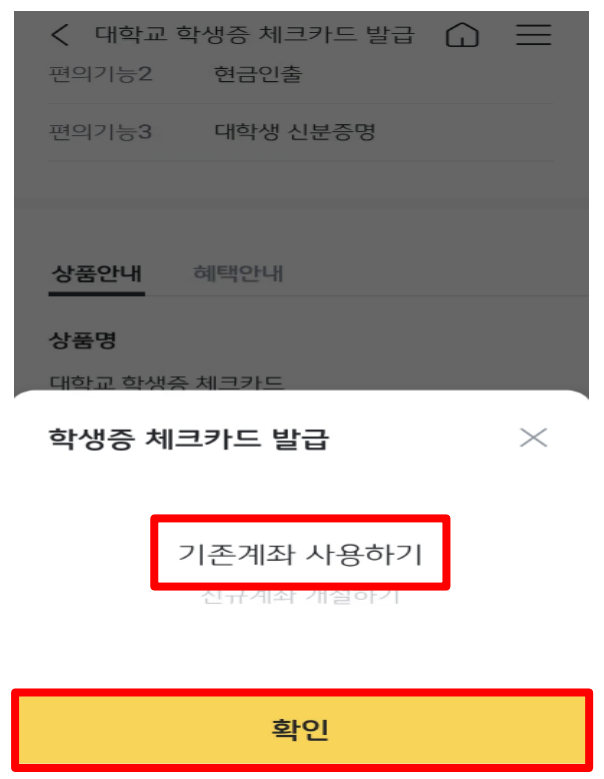 대학교 학생증 체크카드 발급
편의기능2 현금인출
편의기능3 대학생 신분증명
상품안내 혜택안내
상품명
대학교 학생증 체크카드
학생증 체크카드 발급
기존계좌 사용하기
신규계좌 개설하기
확인